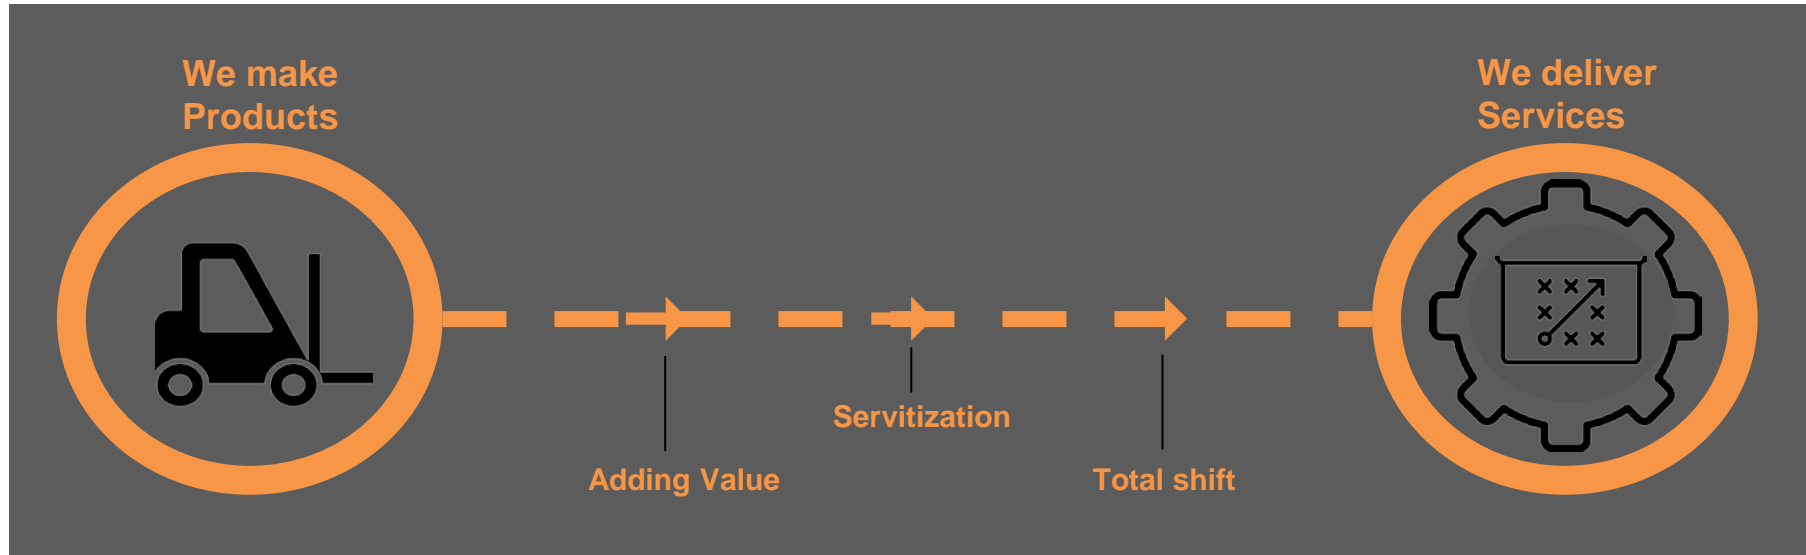 We make
Products
We deliver
Services
Servitization
Adding Value
Total shift